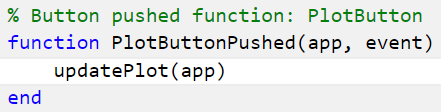 % Button pushed function: PlotButton
function PlotButtonPushed(app, event)
    updatePlot(app)
end